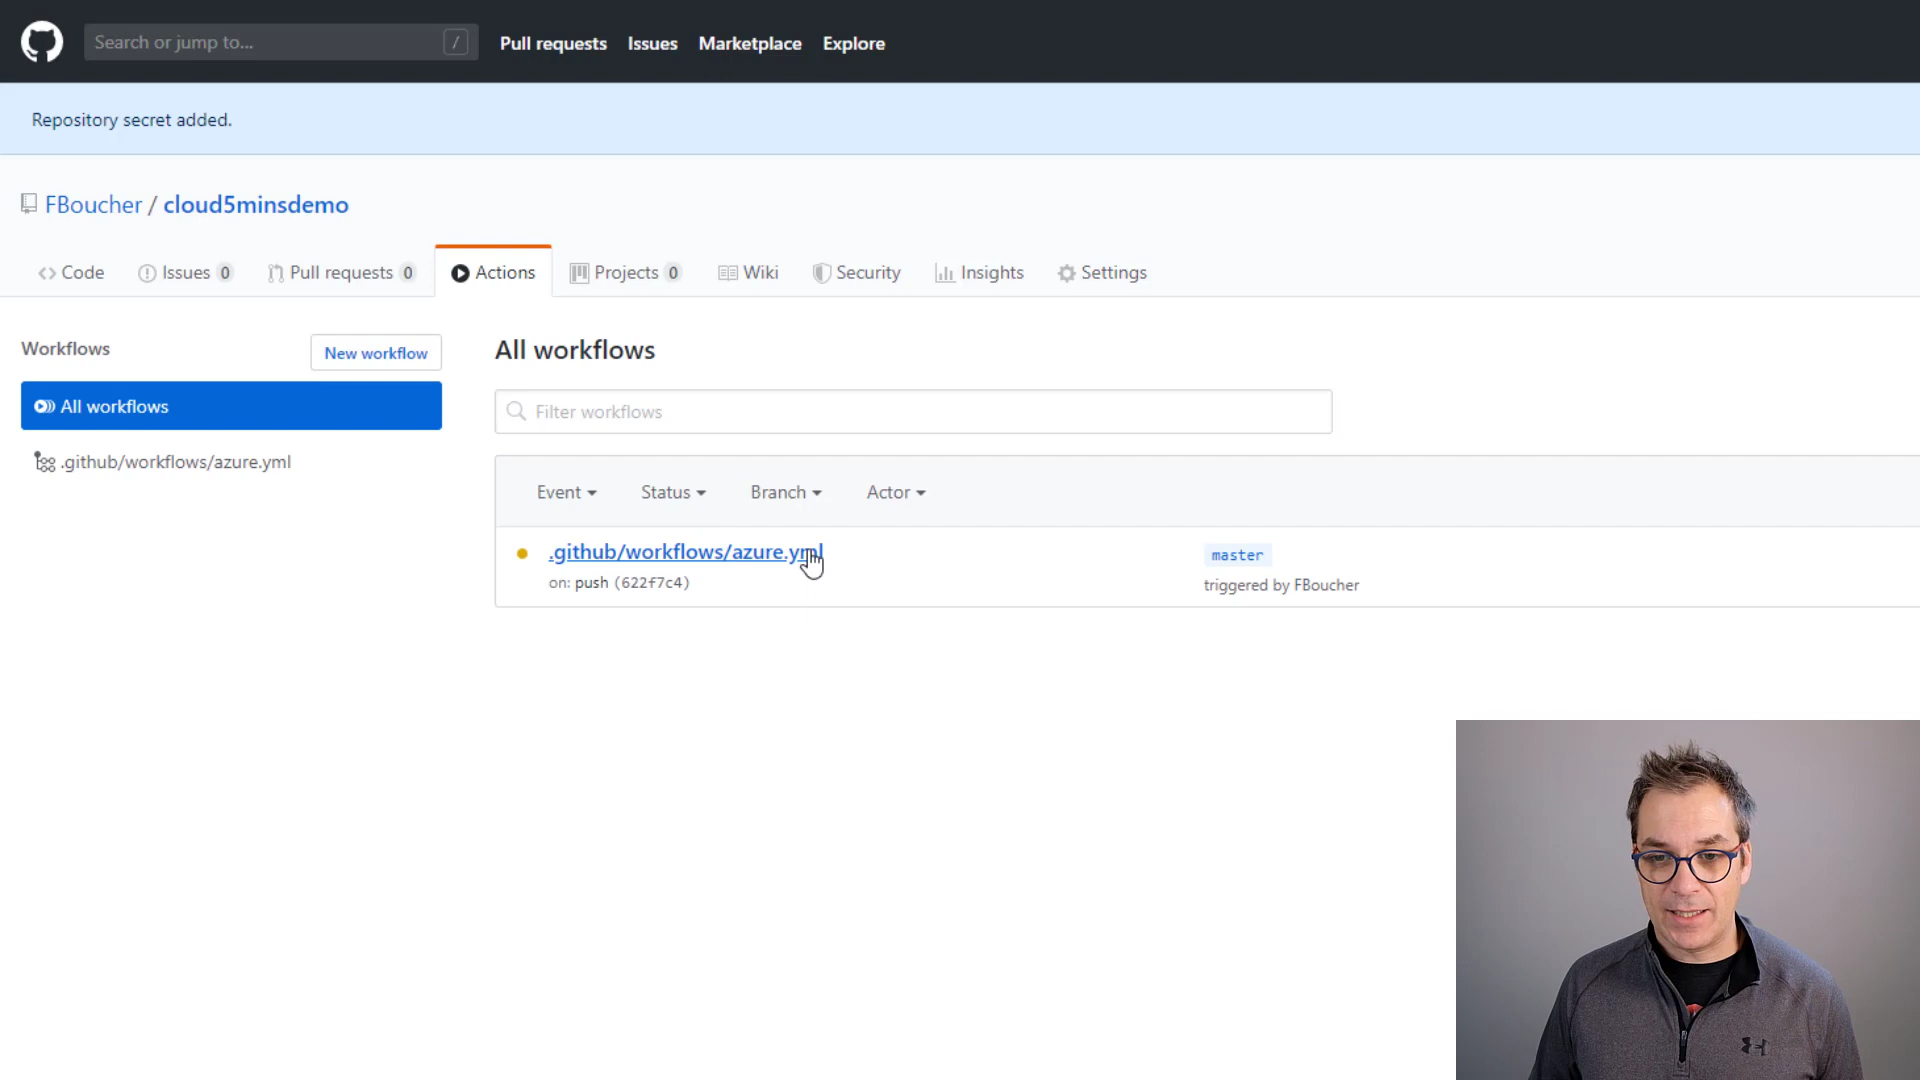 Search or jump to... /
Pull requests Issues Marketplace Explore
Repository secret added.
FBoucher / cloud5minsdemo
<> Code Issues 0 Pull requests 0 Actions Projects 0 Wiki Security Insights Settings
Workflows
New workflow
All workflows
.github/workflows/azure.yml
All workflows
Filter workflows
Event Status Branch Actor
.github/workflows/azure.yml
on: push (622f7c4)
master
triggered by FBoucher